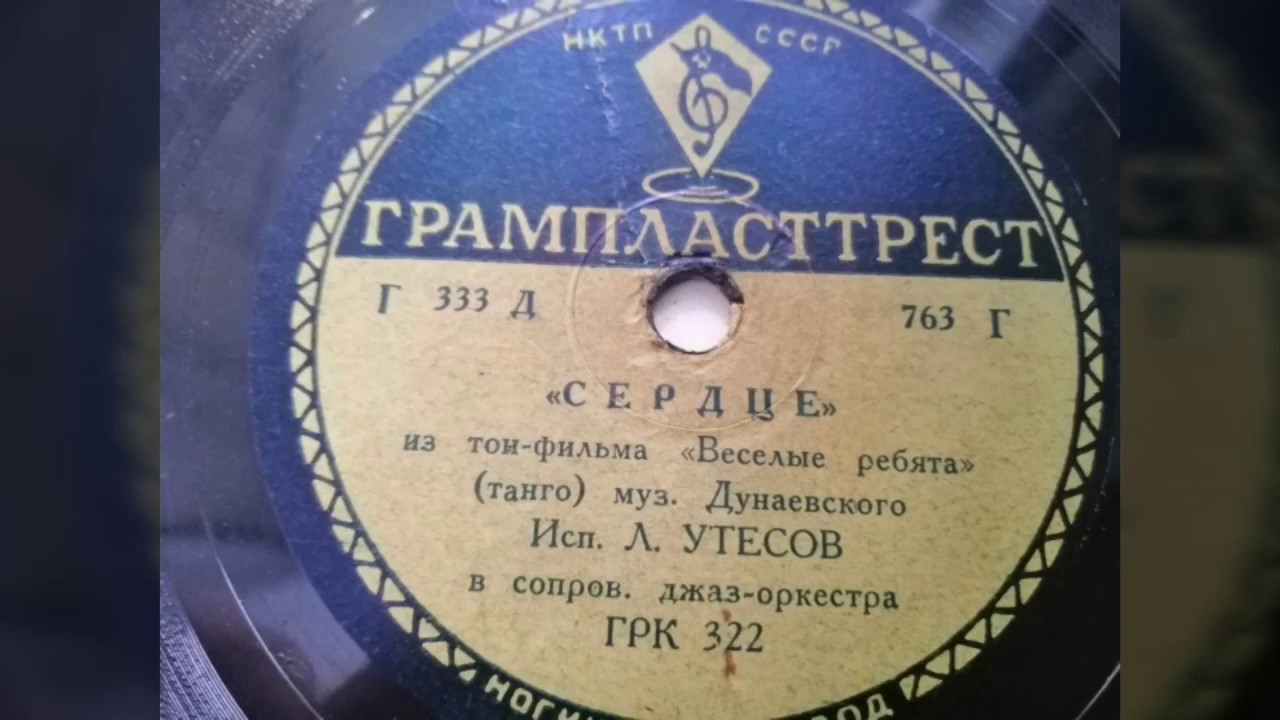 НКТП СССР
ГРАМПЛАСТТРЕСТ
Г 333 Д 763 Г
«СЕРДЦЕ»
из тон-фильма «Веселые ребята»
(танго) муз. Дунаевского
Исп. Л. УТЕСОВ
в сопров. джаз-оркестра
ГРК 322